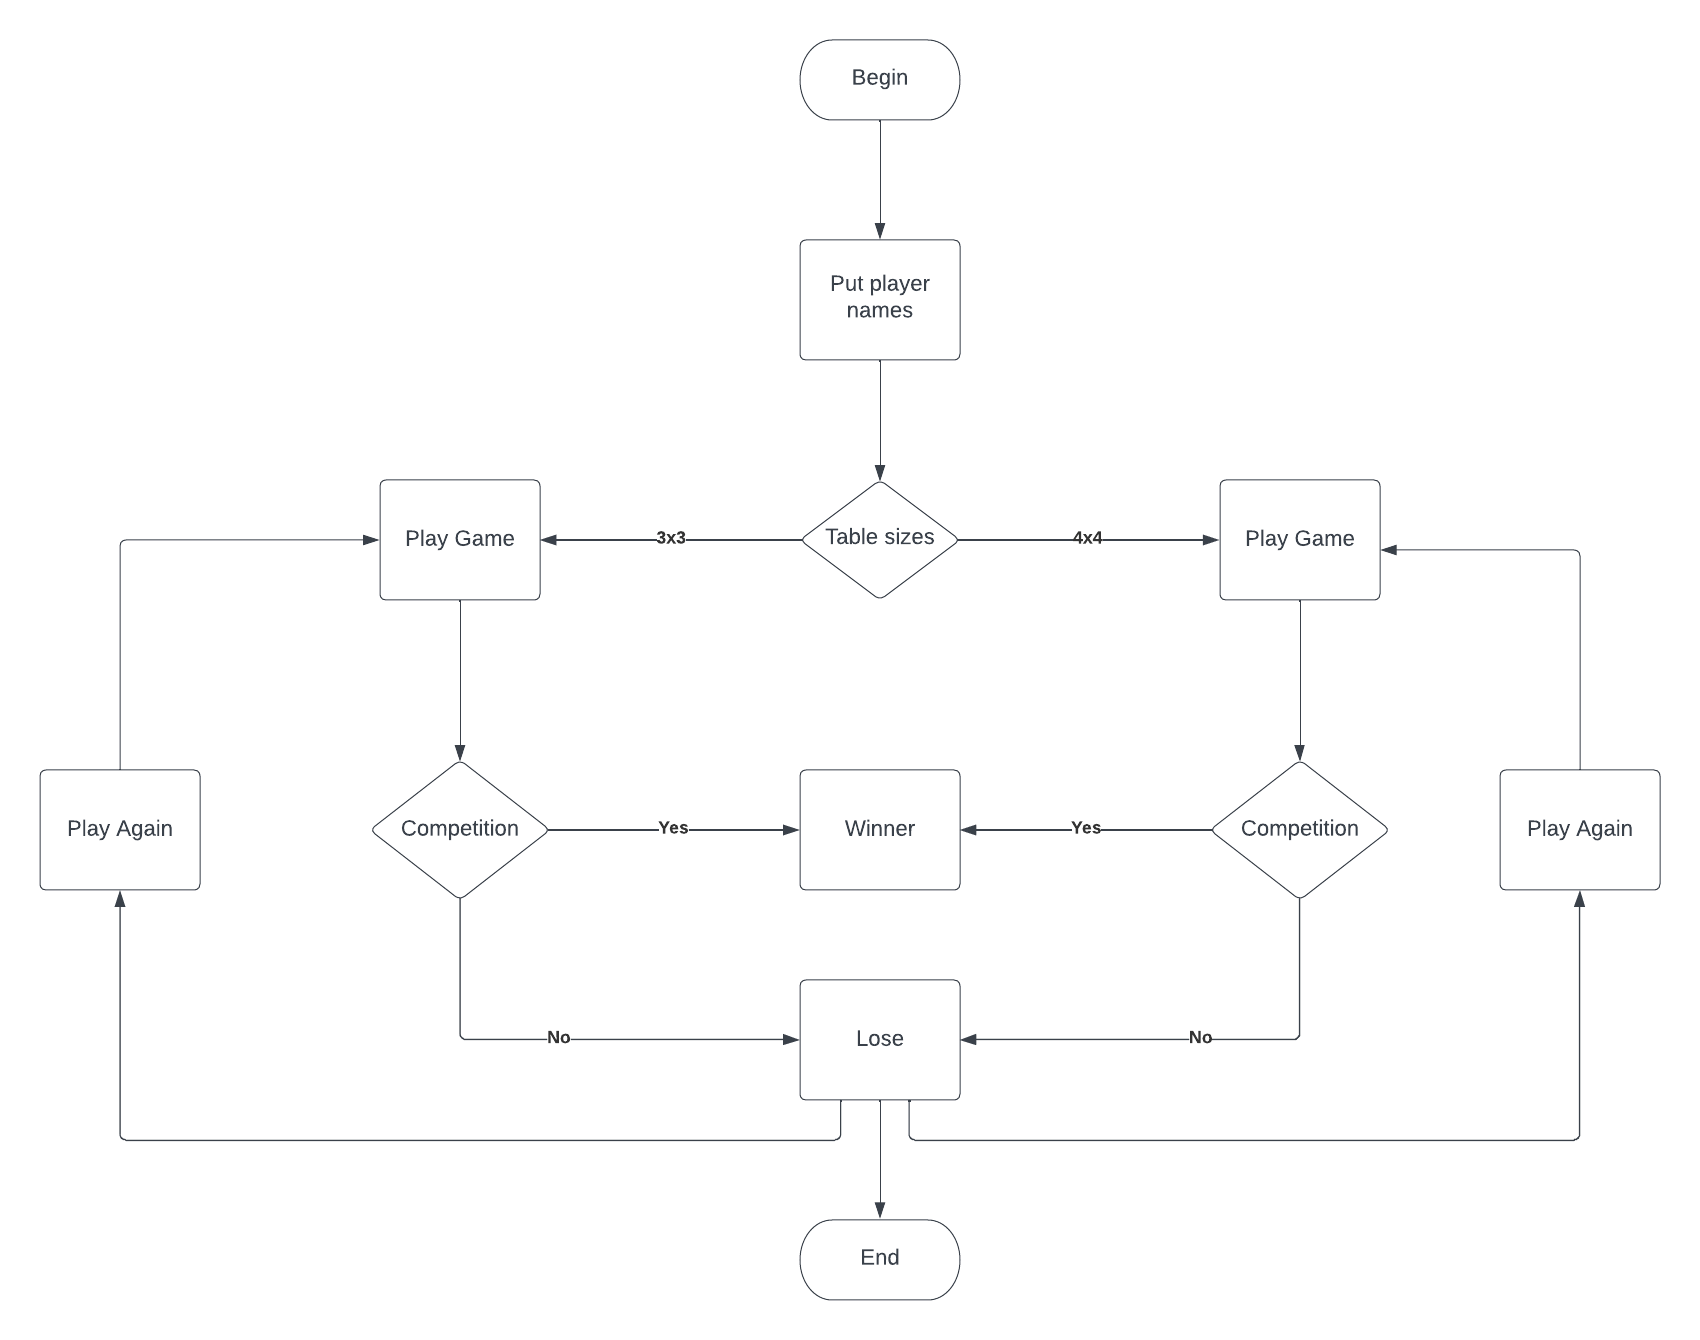 Begin
Put player
names
Play Game
3x3
Table sizes
4x4
Play Game
Play Again
Competition
Yes
Winner
Yes
Competition
Play Again
No
Lose
No
End